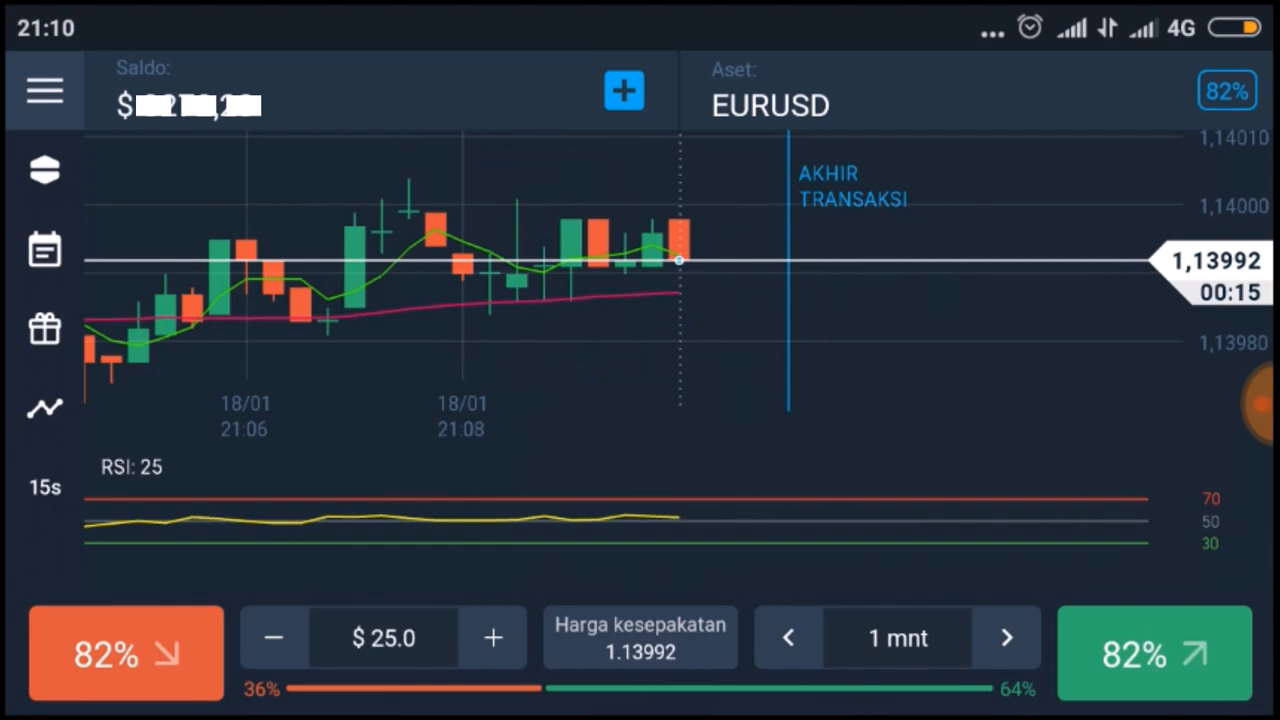 21:10
4G
Saldo:
$
Aset:
EURUSD
82%
1,14010
AKHIR
TRANSAKSI
1,14000
1,13992
00:15
1,13980
18/01
21:06
18/01
21:08
RSI: 25
15s
70
50
30
82%
$ 25.0
Harga kesepakatan
1.13992
1 mnt
82%
36%
64%